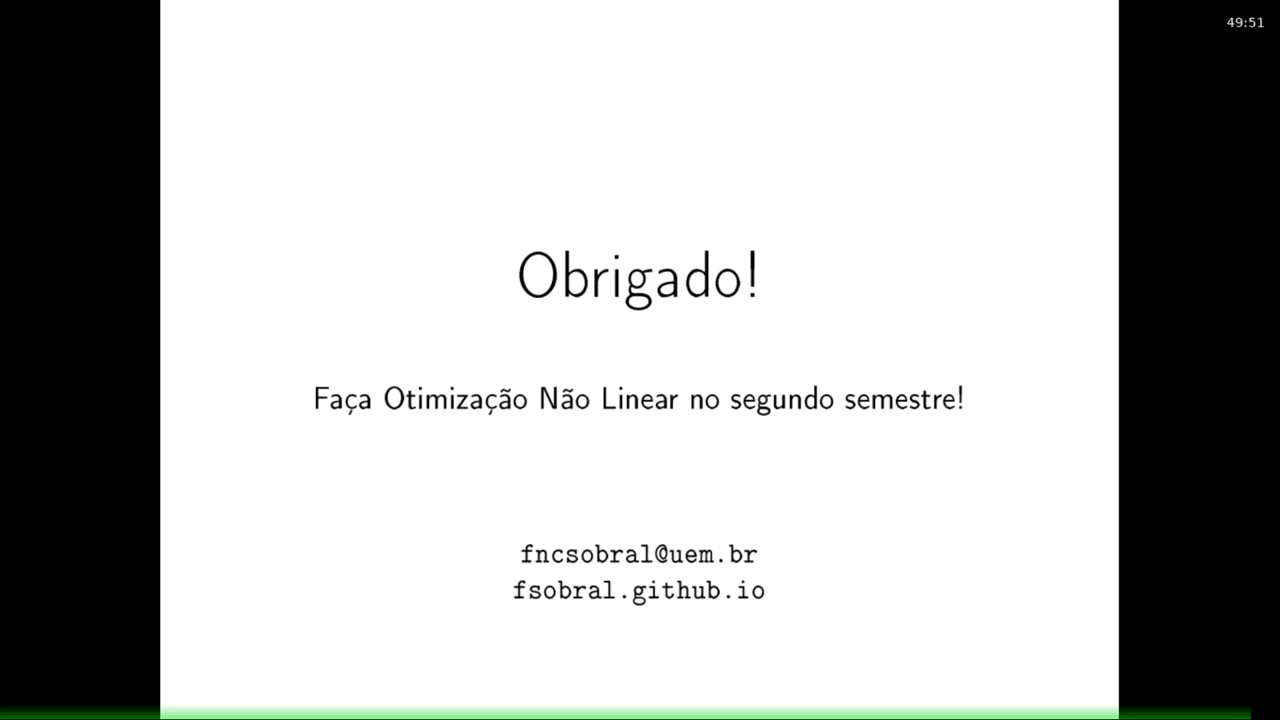 49:51
Obrigado!
Faça Otimização Não Linear no segundo semestre!
fncsobral@uem.br
fsobral.github.io